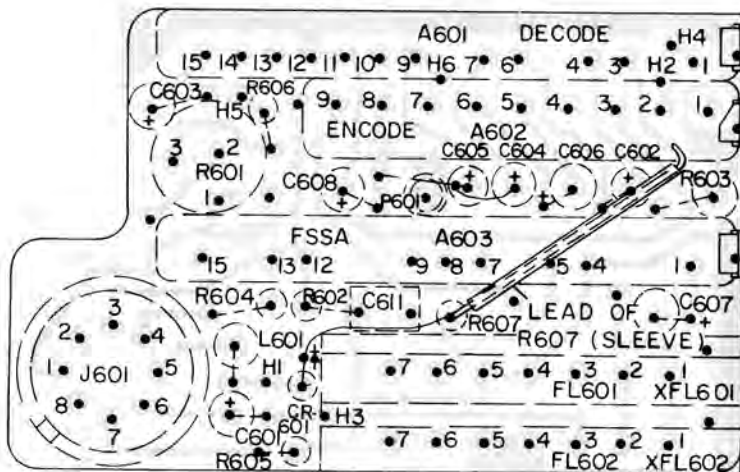 A601 DECODE H4
15 14 13 12 11 10 9 H6 7 6 4 3 H2 1
C603 H5 R606 9 8 7 6 5 4 3 2 1
+
ENCODE A602
3 2 C605 C604 C606 C602
R601 + + + +
1 C608 R601 R603
+ +
FSSA A603
15 13 12 9 8 7 5 4 1
R604 R602 C611 R607 LEAD OF C607
R607 (SLEEVE) +
3
2 4 L601
1 J601 5 H1 + 7 6 5 4 3 2 1
FL601 XFL601
8 6 + CR H3
7 C601 601
R605 7 6 5 4 3 2 1
FL602 XFL602